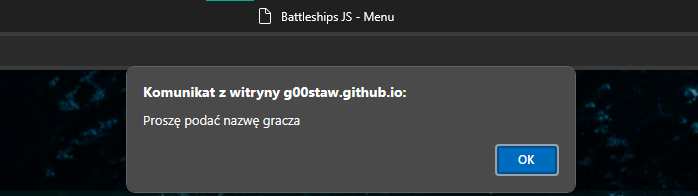 Battleships JS - Menu
Komunikat z witryny g00staw.github.io:
Proszę podać nazwę gracza
OK